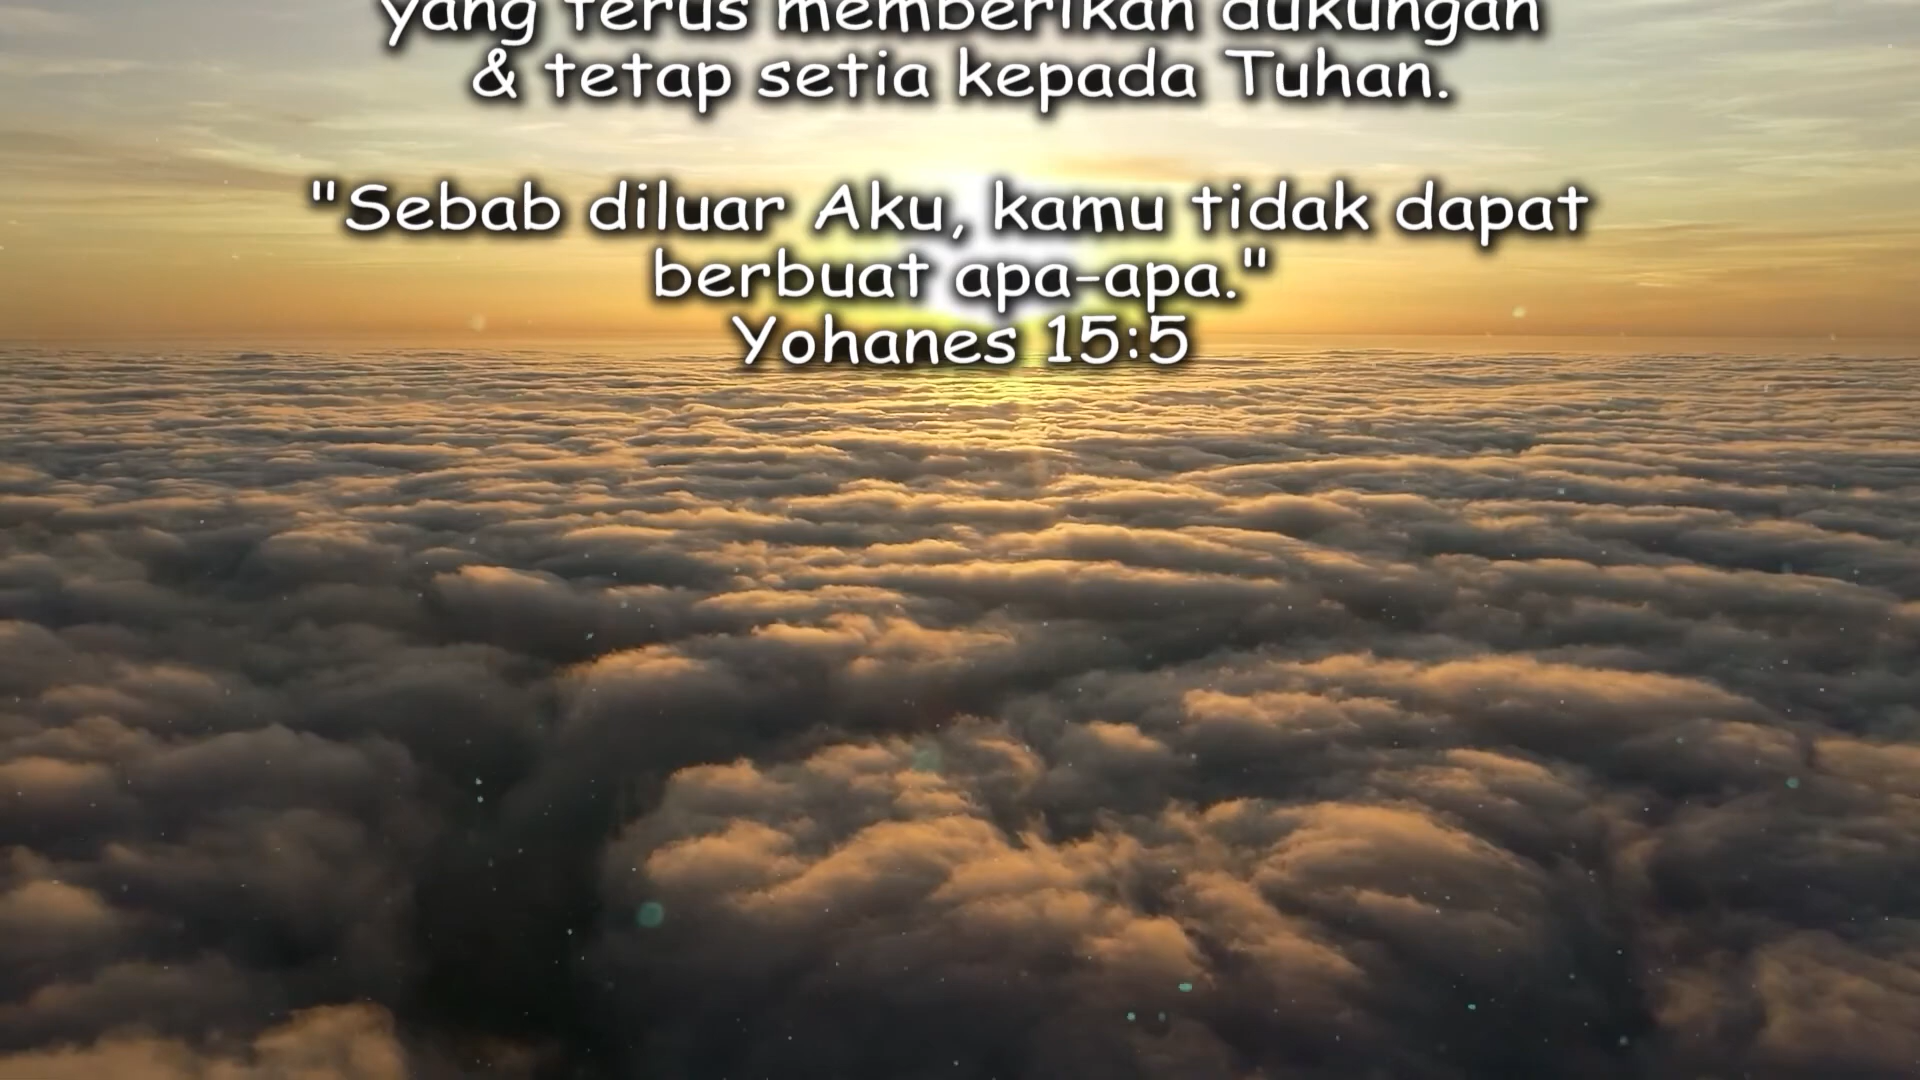 yang terus memberikan dukungan
& tetap setia kepada Tuhan.
"Sebab diluar Aku, kamu tidak dapat
berbuat apa-apa."
Yohanes 15:5